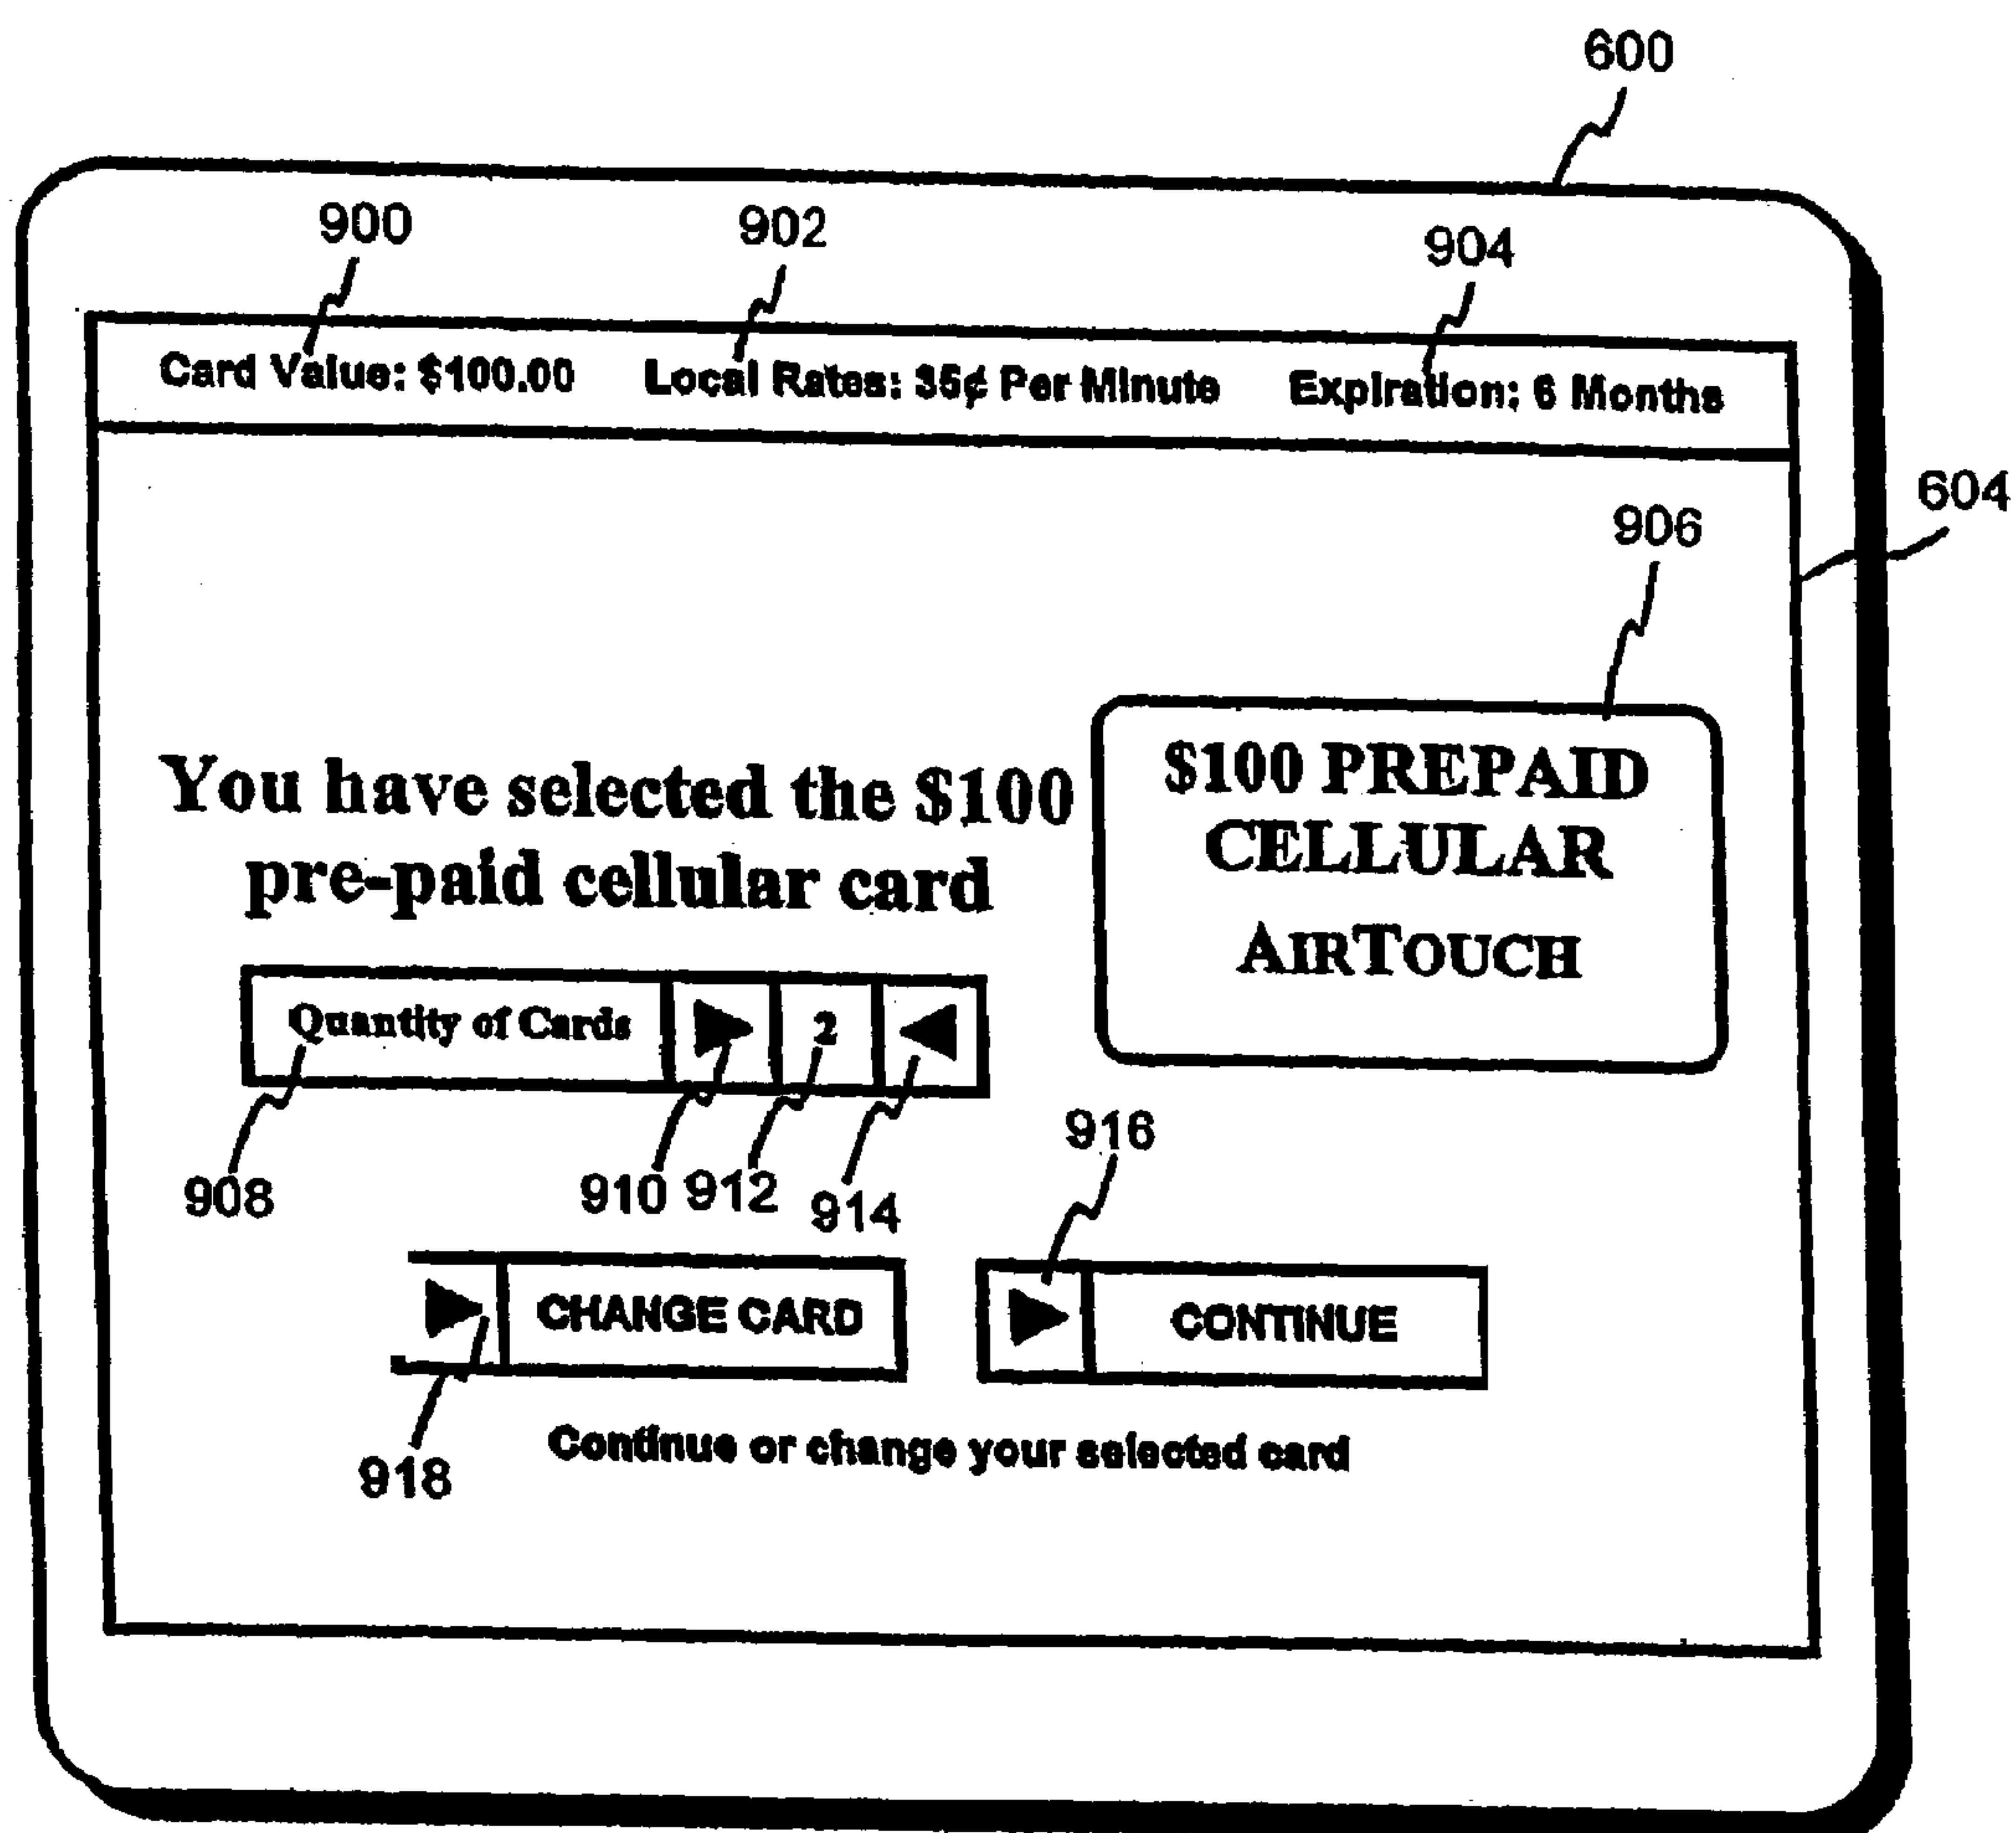 600
900
902
904
Card Value: $100.00 Local Rates: 35¢ Per Minute Expiration: 6 Months
604
906
You have selected the $100
pre-paid cellular card
$100 PREPAID
CELLULAR
AIRTOUCH
Quantity of Cards 2
908
910
912
914
916
CHANGE CARD
CONTINUE
918
Continue or change your selected card